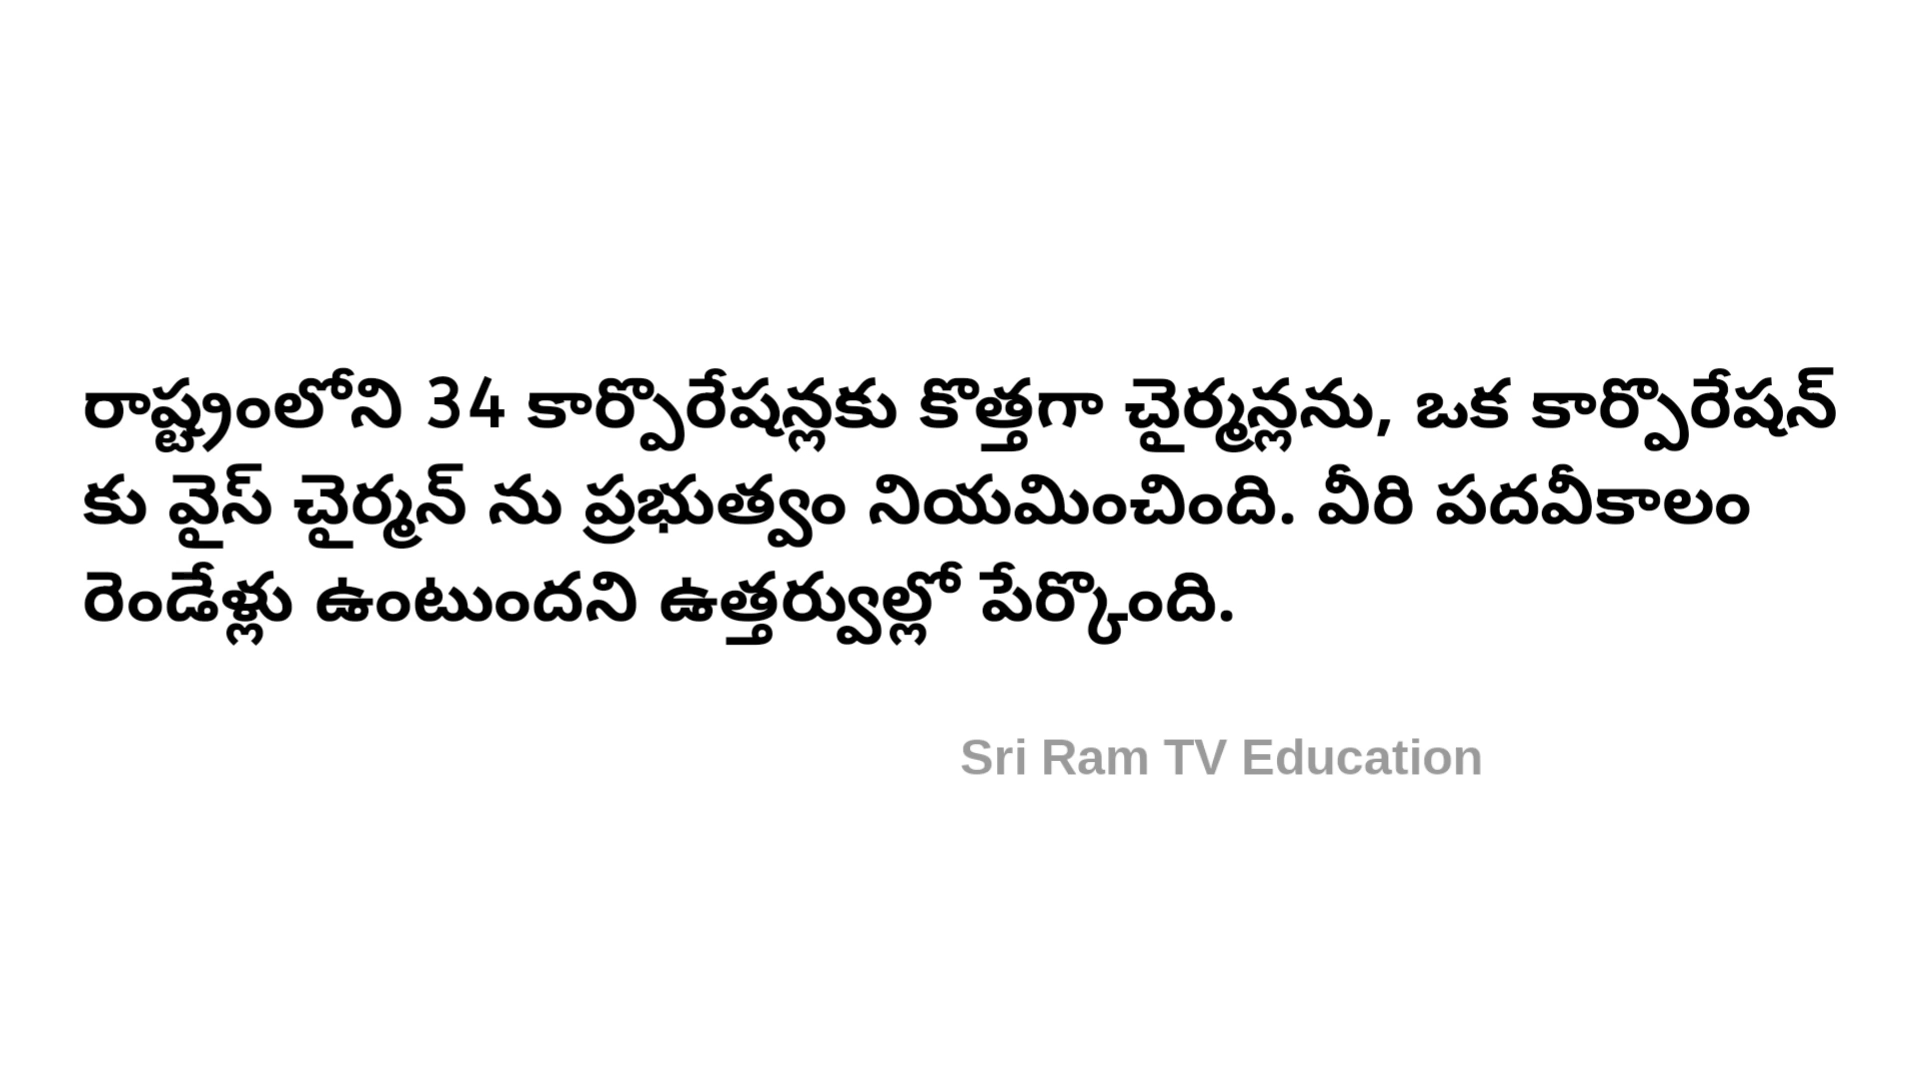 రాష్ట్రంలోని 34 కార్పొరేషన్లకు కొత్తగా చైర్మన్లను, ఒక కార్పొరేషన్
కు వైస్ చైర్మన్ ను ప్రభుత్వం నియమించింది. వీరి పదవీకాలం
రెండేళ్లు ఉంటుందని ఉత్తర్వుల్లో పేర్కొంది.
Sri Ram TV Education